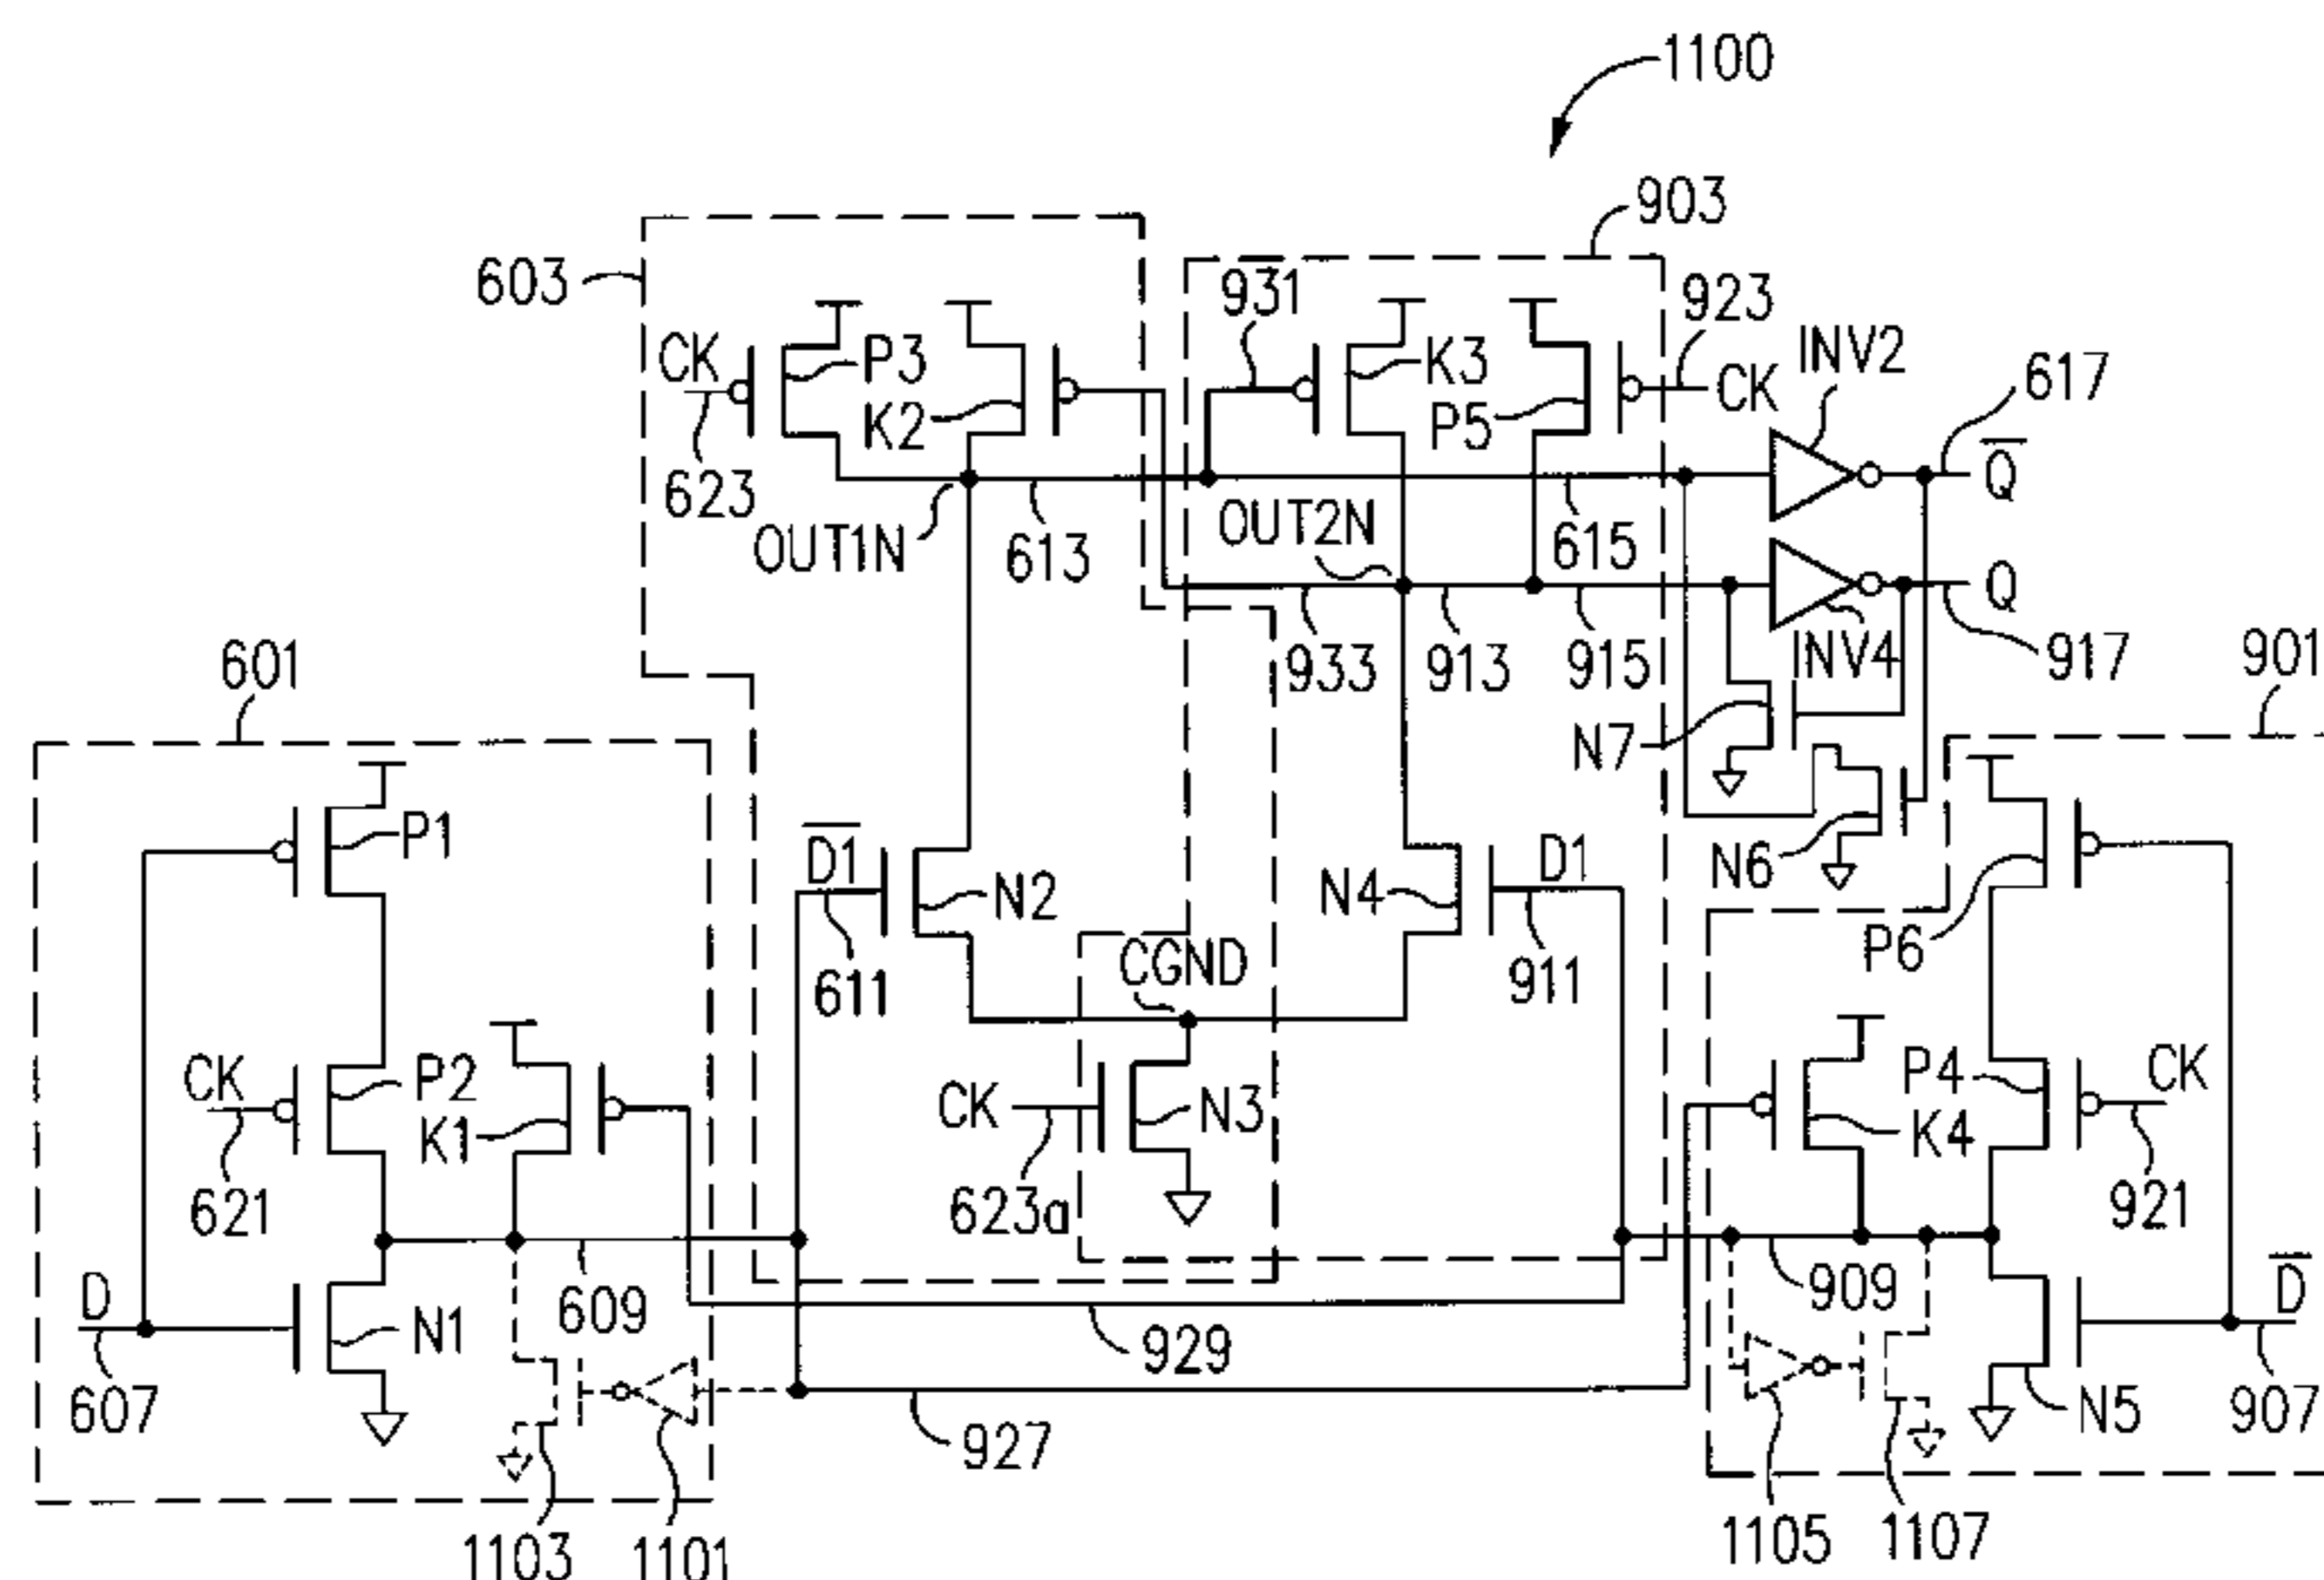 1100
903
603
931
923
CK
P3
K3
INV2
617
K2
P5
CK
Q̅
623
OUT1N
613
OUT2N
615
Q
933
913
915
INV4
917
601
901
N7
P1
D̅1̅
N2
N4
D1
N6
P6
611
CGND
911
CK
P2
K1
CK
N3
P4
K4
CK
621
623a
921
D
N1
609
929
909
D̅
607
927
N5
907
1103
1101
1105
1107